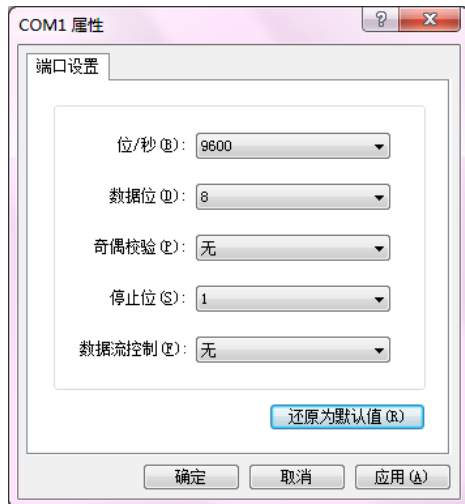 COM1 属性
端口设置
位/秒(B): 9600
数据位(D): 8
奇偶校验(P): 无
停止位(S): 1
数据流控制(F): 无
还原为默认值(R)
确定 取消 应用(A)